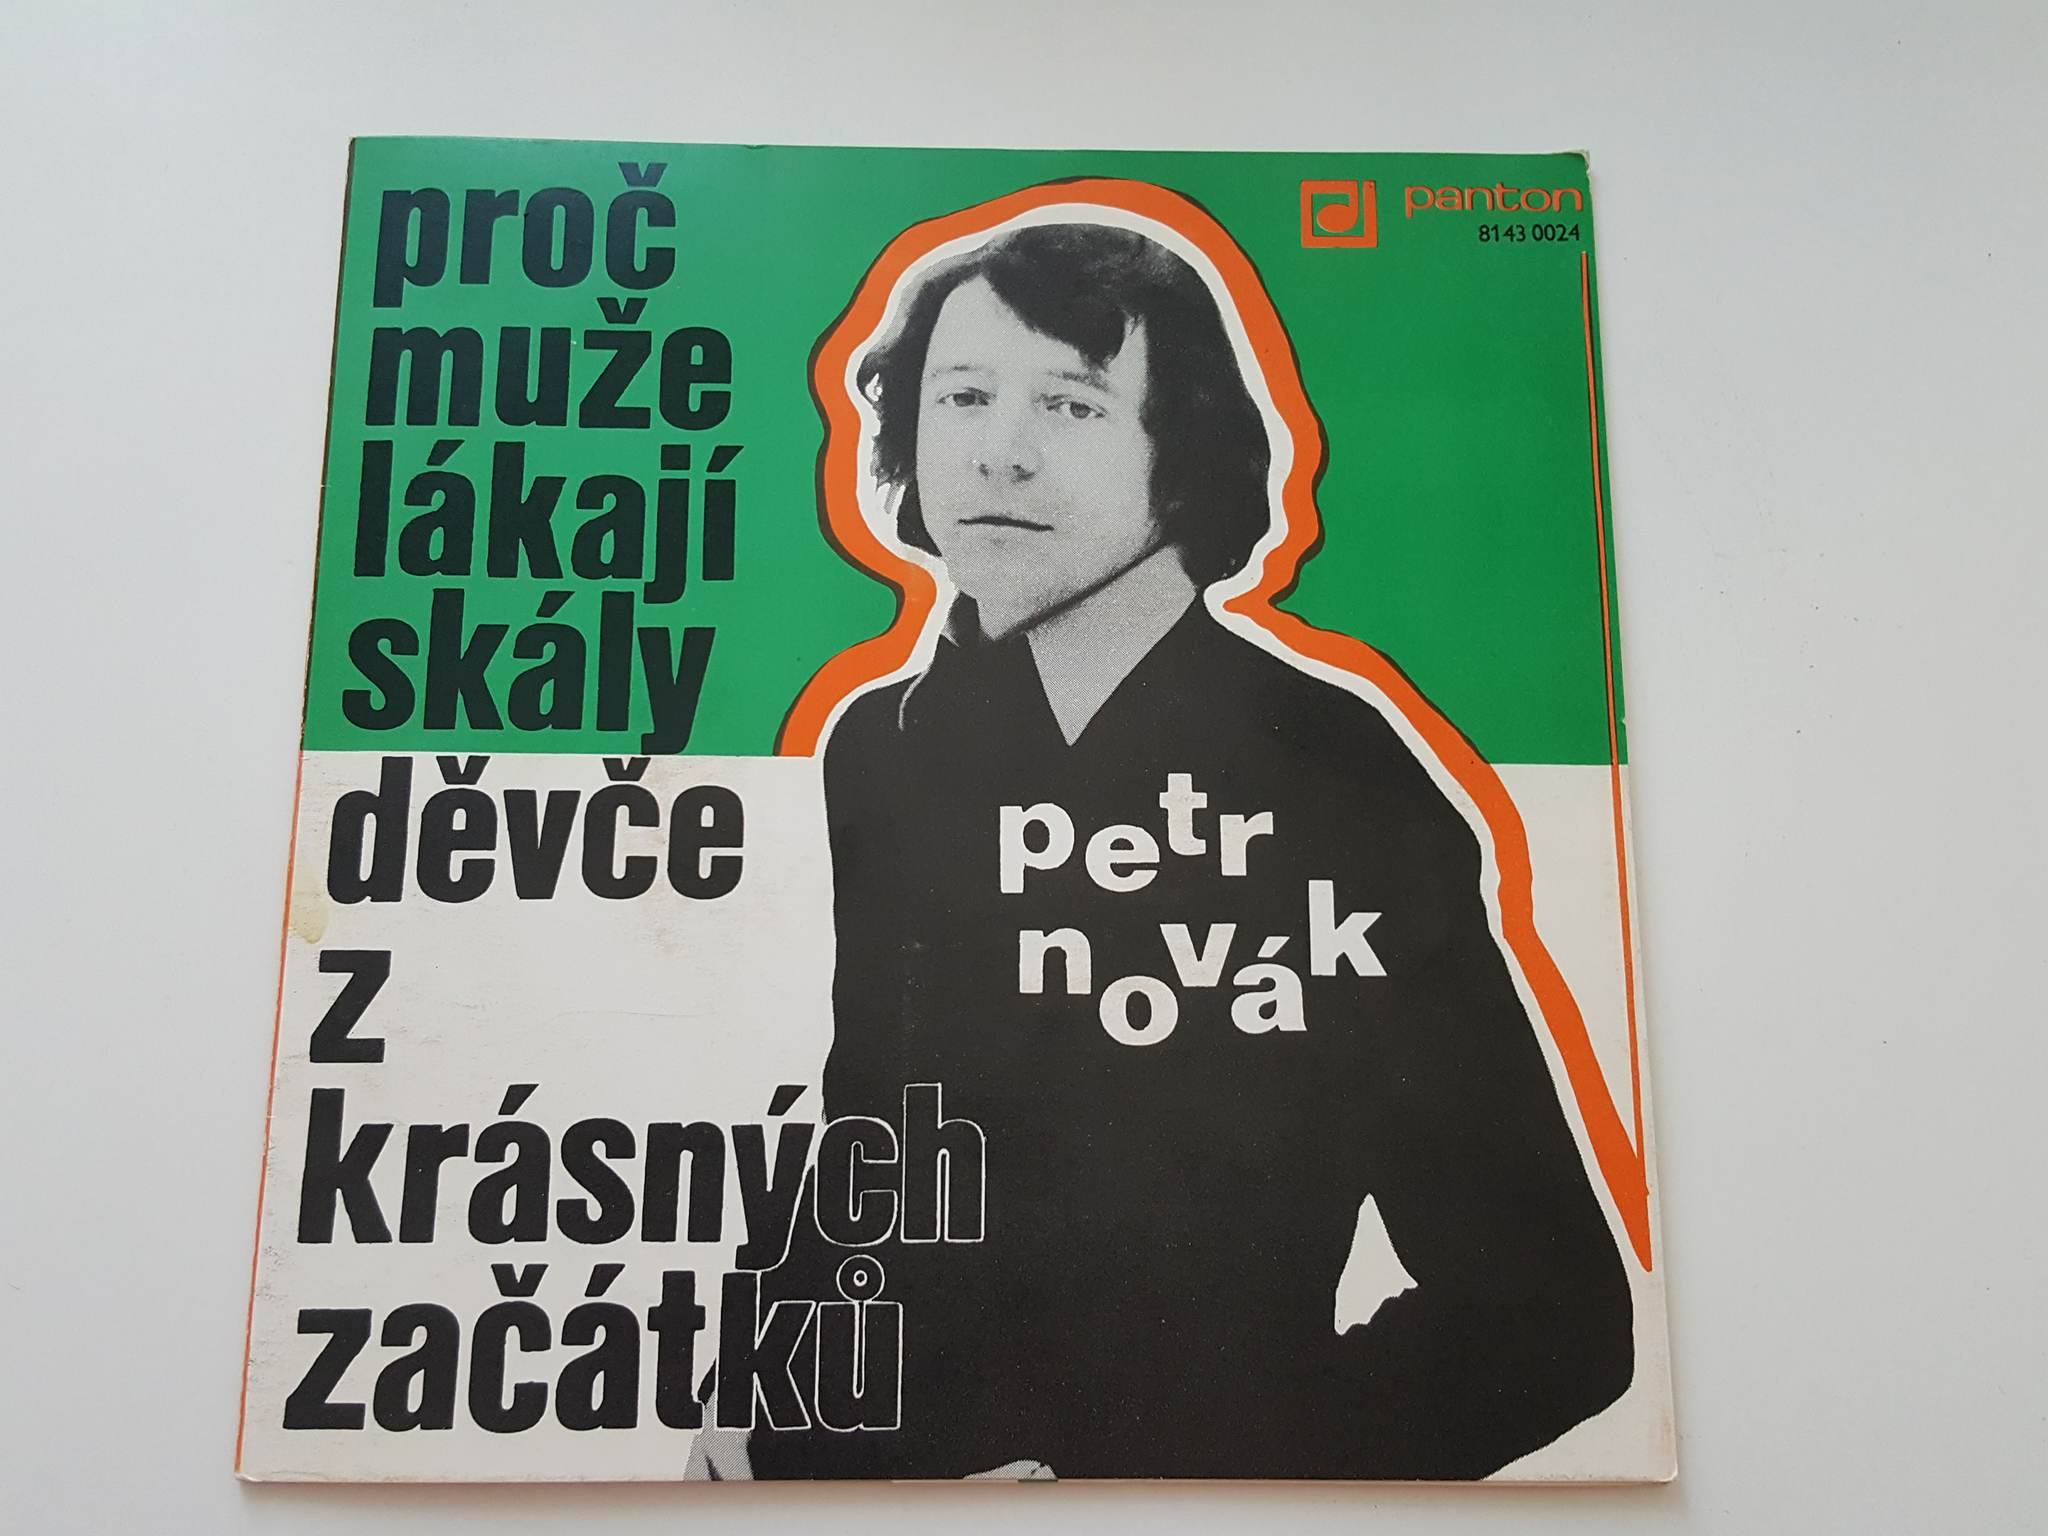 proč
muže
lákají
skály
děvče
z
krásných
začátků
panton
8143 0024
petr
novák